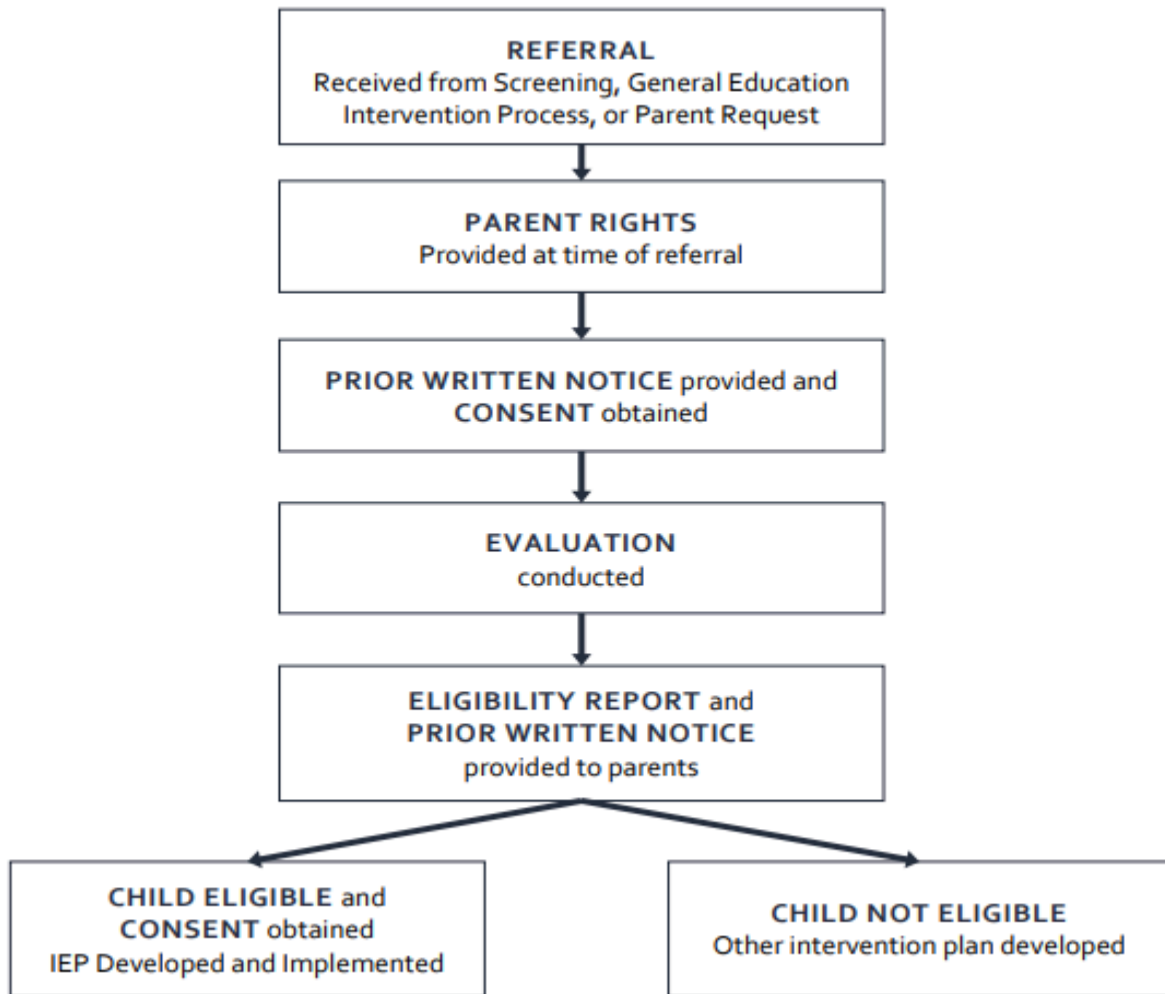 REFERRAL
Received from Screening, General Education
Intervention Process, or Parent Request
PARENT RIGHTS
Provided at time of referral
PRIOR WRITTEN NOTICE provided and
CONSENT obtained
EVALUATION
conducted
ELIGIBILITY REPORT and
PRIOR WRITTEN NOTICE
provided to parents
CHILD ELIGIBLE and
CONSENT obtained
IEP Developed and Implemented
CHILD NOT ELIGIBLE
Other intervention plan developed